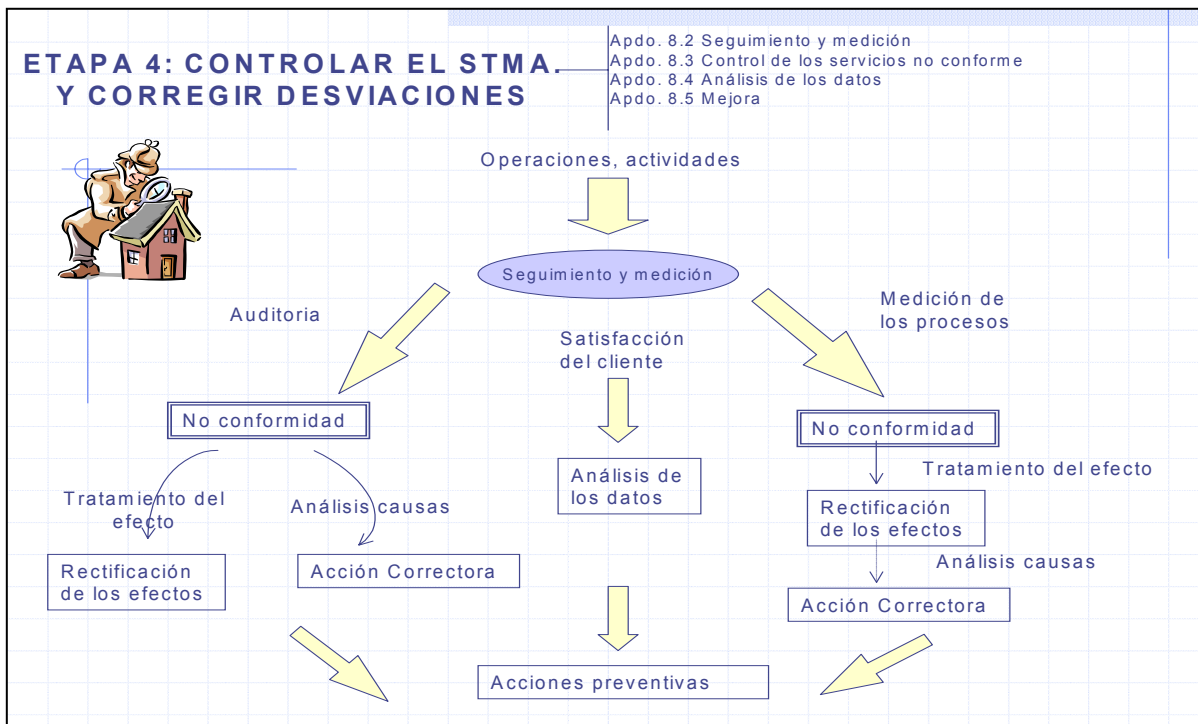 ETAPA 4: CONTROLAR EL STMA.
Y CORREGIR DESVIACIONES
Apdo. 8.2 Seguimiento y medición
Apdo. 8.3 Control de los servicios no conforme
Apdo. 8.4 Análisis de los datos
Apdo. 8.5 Mejora
Operaciones, actividades
Seguimiento y medición
Auditoria
Satisfacción
del cliente
Medición de
los procesos
No conformidad
No conformidad
Tratamiento del
efecto
Análisis causas
Análisis de
los datos
Tratamiento del efecto
Rectificación
de los efectos
Análisis causas
Rectificación
de los efectos
Acción Correctora
Acción Correctora
Acciones preventivas